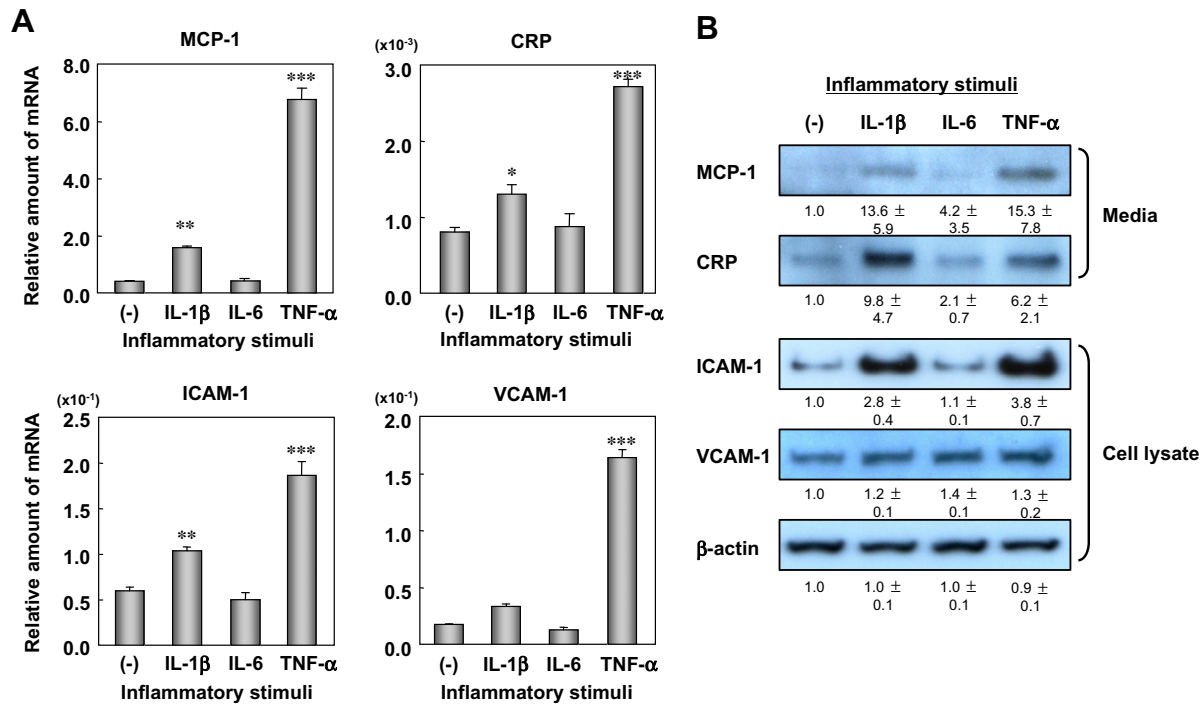 A
MCP-1
8.0
6.0
4.0
2.0
0.0
Relative amount of mRNA
**
***
(-) IL-1β IL-6 TNF-α
Inflammatory stimuli
CRP
(x10-3)
3.0
2.0
1.0
0.0
*
***
(-) IL-1β IL-6 TNF-α
Inflammatory stimuli
ICAM-1
(x10-1)
2.5
2.0
1.5
1.0
0.5
0.0
Relative amount of mRNA
**
***
(-) IL-1β IL-6 TNF-α
Inflammatory stimuli
VCAM-1
(x10-1)
2.0
1.5
1.0
0.5
0.0
***
(-) IL-1β IL-6 TNF-α
Inflammatory stimuli
B
Inflammatory stimuli
(-) IL-1β IL-6 TNF-α
MCP-1
1.0 13.6 ± 4.2 ± 15.3 ±
5.9 3.5 7.8
CRP
1.0 9.8 ± 2.1 ± 6.2 ±
4.7 0.7 2.1
Media
ICAM-1
1.0 2.8 ± 1.1 ± 3.8 ±
0.4 0.1 0.7
VCAM-1
1.0 1.2 ± 1.4 ± 1.3 ±
0.1 0.1 0.2
Cell lysate
β-actin
1.0 1.0 ± 1.0 ± 0.9 ±
0.1 0.1 0.1